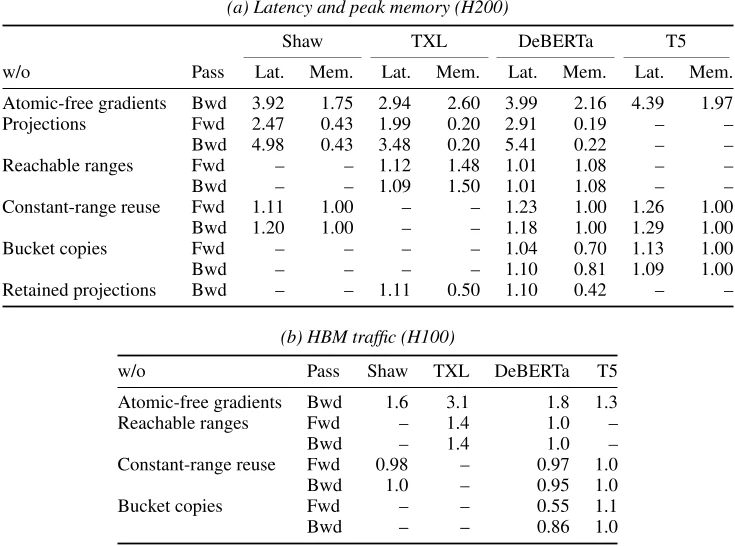 (a) Latency and peak memory (H200)
Shaw TXL DeBERTa T5
w/o Pass Lat. Mem. Lat. Mem. Lat. Mem. Lat. Mem.
Atomic-free gradients Bwd 3.92 1.75 2.94 2.60 3.99 2.16 4.39 1.97
Projections Fwd 2.47 0.43 1.99 0.20 2.91 0.19 – –
Bwd 4.98 0.43 3.48 0.20 5.41 0.22 – –
Reachable ranges Fwd – – 1.12 1.48 1.01 1.08 – –
Bwd – – 1.09 1.50 1.01 1.08 – –
Constant-range reuse Fwd 1.11 1.00 – – 1.23 1.00 1.26 1.00
Bwd 1.20 1.00 – – 1.18 1.00 1.29 1.00
Bucket copies Fwd – – – – 1.04 0.70 1.13 1.00
Bwd – – – – 1.10 0.81 1.09 1.00
Retained projections Bwd – – 1.11 0.50 1.10 0.42 – –
(b) HBM traffic (H100)
w/o Pass Shaw TXL DeBERTa T5
Atomic-free gradients Bwd 1.6 3.1 1.8 1.3
Reachable ranges Fwd – 1.4 1.0 –
Bwd – 1.4 1.0 –
Constant-range reuse Fwd 0.98 – 0.97 1.0
Bwd 1.0 – 0.95 1.0
Bucket copies Fwd – – 0.55 1.1
Bwd – – 0.86 1.0